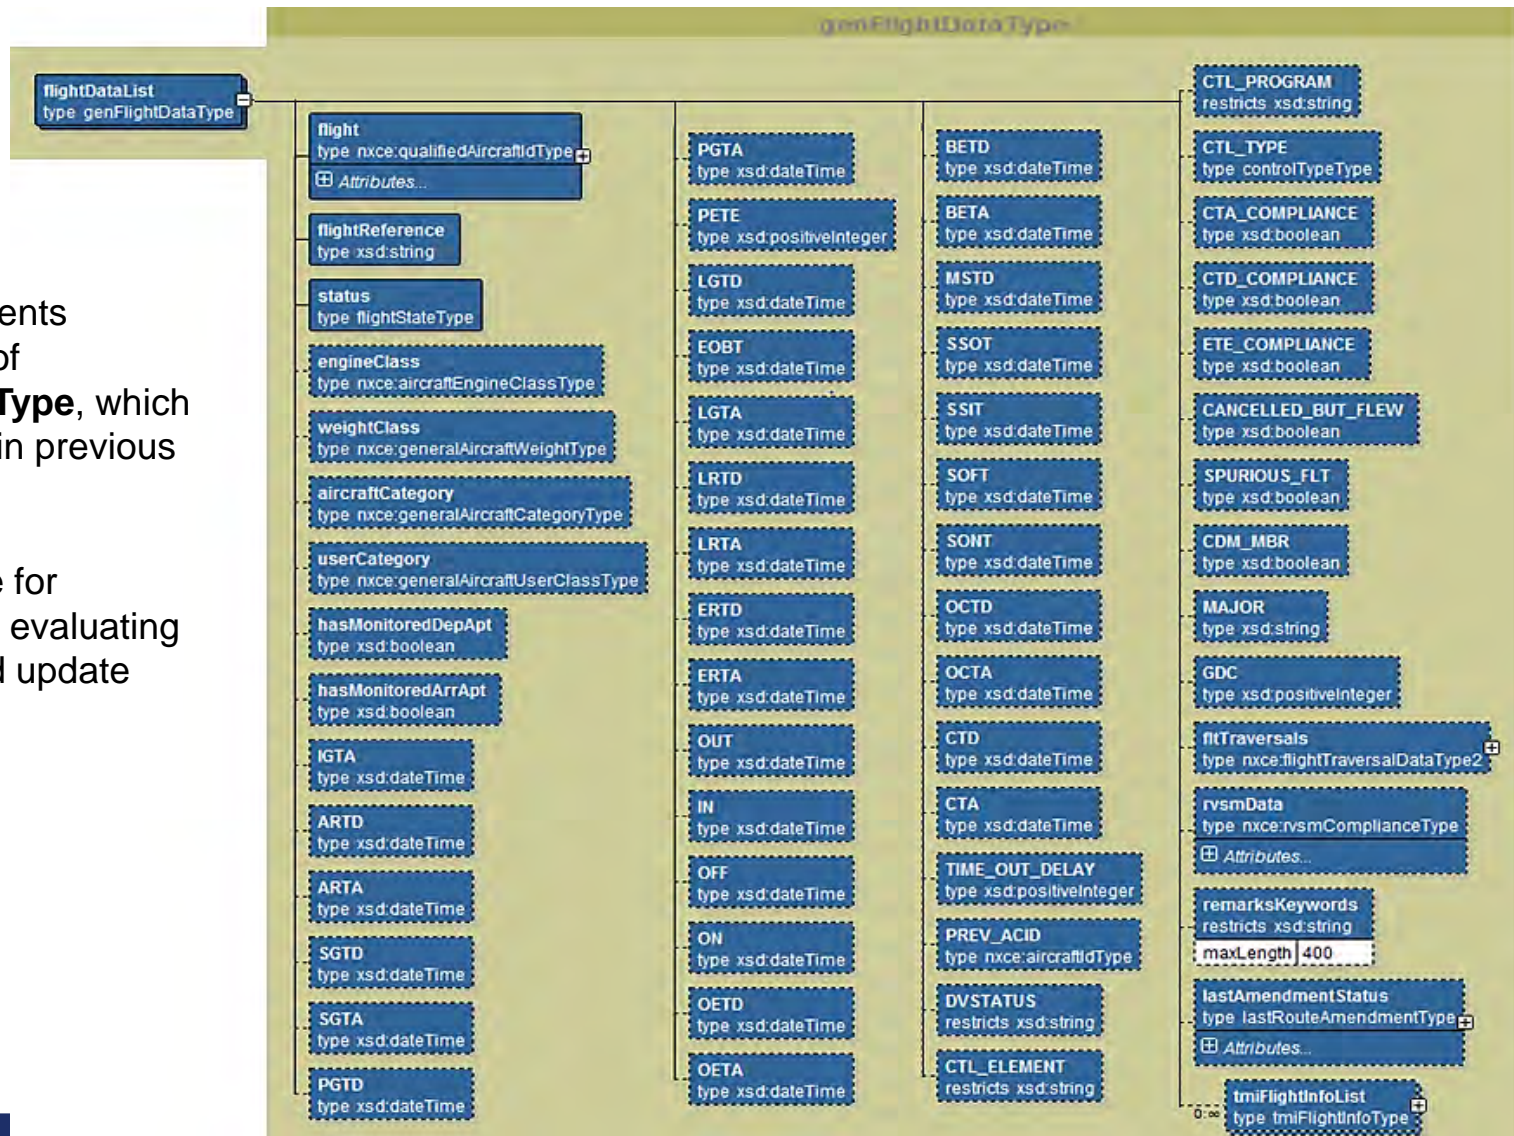 genFlightDataType
flightDataList
type genFlightDataType
ents
of
Type, which
in previous
e for
evaluating
d update
flight
type nxce:qualifiedAircraftIdType
Attributes...
flightReference
type xsd:string
status
type flightStateType
engineClass
type nxce:aircraftEngineClassType
weightClass
type nxce:generalAircraftWeightType
aircraftCategory
type nxce:generalAircraftCategoryType
userCategory
type nxce:generalAircraftUserClassType
hasMonitoredDepApt
type xsd:boolean
hasMonitoredArrApt
type xsd:boolean
IGTA
type xsd:dateTime
ARTD
type xsd:dateTime
ARTA
type xsd:dateTime
SGTD
type xsd:dateTime
SGTA
type xsd:dateTime
PGTD
type xsd:dateTime
PGTA
type xsd:dateTime
PETE
type xsd:positiveInteger
LGTD
type xsd:dateTime
EOBT
type xsd:dateTime
LGTA
type xsd:dateTime
LRTD
type xsd:dateTime
LRTA
type xsd:dateTime
ERTD
type xsd:dateTime
ERTA
type xsd:dateTime
OUT
type xsd:dateTime
IN
type xsd:dateTime
OFF
type xsd:dateTime
ON
type xsd:dateTime
OETD
type xsd:dateTime
OETA
type xsd:dateTime
BETD
type xsd:dateTime
BETA
type xsd:dateTime
MSTD
type xsd:dateTime
SSOT
type xsd:dateTime
SSIT
type xsd:dateTime
SOFT
type xsd:dateTime
SONT
type xsd:dateTime
OCTD
type xsd:dateTime
OCTA
type xsd:dateTime
CTD
type xsd:dateTime
CTA
type xsd:dateTime
TIME_OUT_DELAY
type xsd:positiveInteger
PREV_ACID
type nxce:aircraftIdType
DVSTATUS
restricts xsd:string
CTL_ELEMENT
restricts xsd:string
CTL_PROGRAM
restricts xsd:string
CTL_TYPE
type controlTypeType
CTA_COMPLIANCE
type xsd:boolean
CTD_COMPLIANCE
type xsd:boolean
ETE_COMPLIANCE
type xsd:boolean
CANCELLED_BUT_FLEW
type xsd:boolean
SPURIOUS_FLT
type xsd:boolean
CDM_MBR
type xsd:boolean
MAJOR
type xsd:string
GDC
type xsd:positiveInteger
fltTraversals
type nxce:flightTraversalDataType2
rvsmData
type nxce:rvsmComplianceType
Attributes...
remarksKeywords
restricts xsd:string
maxLength 400
lastAmendmentStatus
type lastRouteAmendmentType
Attributes...
tmiFlightInfoList
0:∞ type tmiFlightInfoType